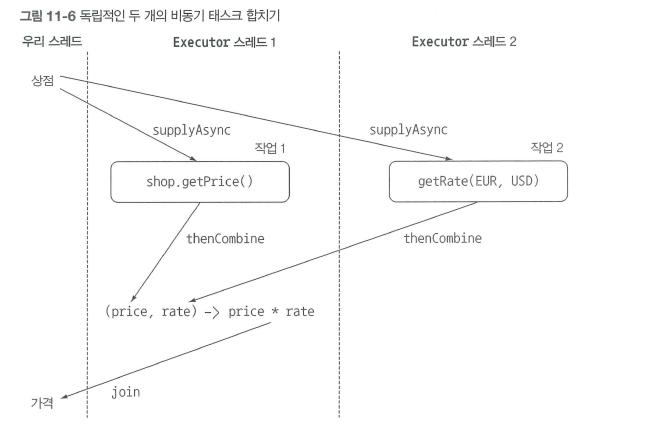 그림 11-6 독립적인 두 개의 비동기 태스크 합치기
우리 스레드
Executor 스레드 1
Executor 스레드 2
상점
supplyAsync
supplyAsync
작업 1
작업 2
shop.getPrice()
getRate(EUR, USD)
thenCombine
thenCombine
(price, rate) -> price * rate
join
가격